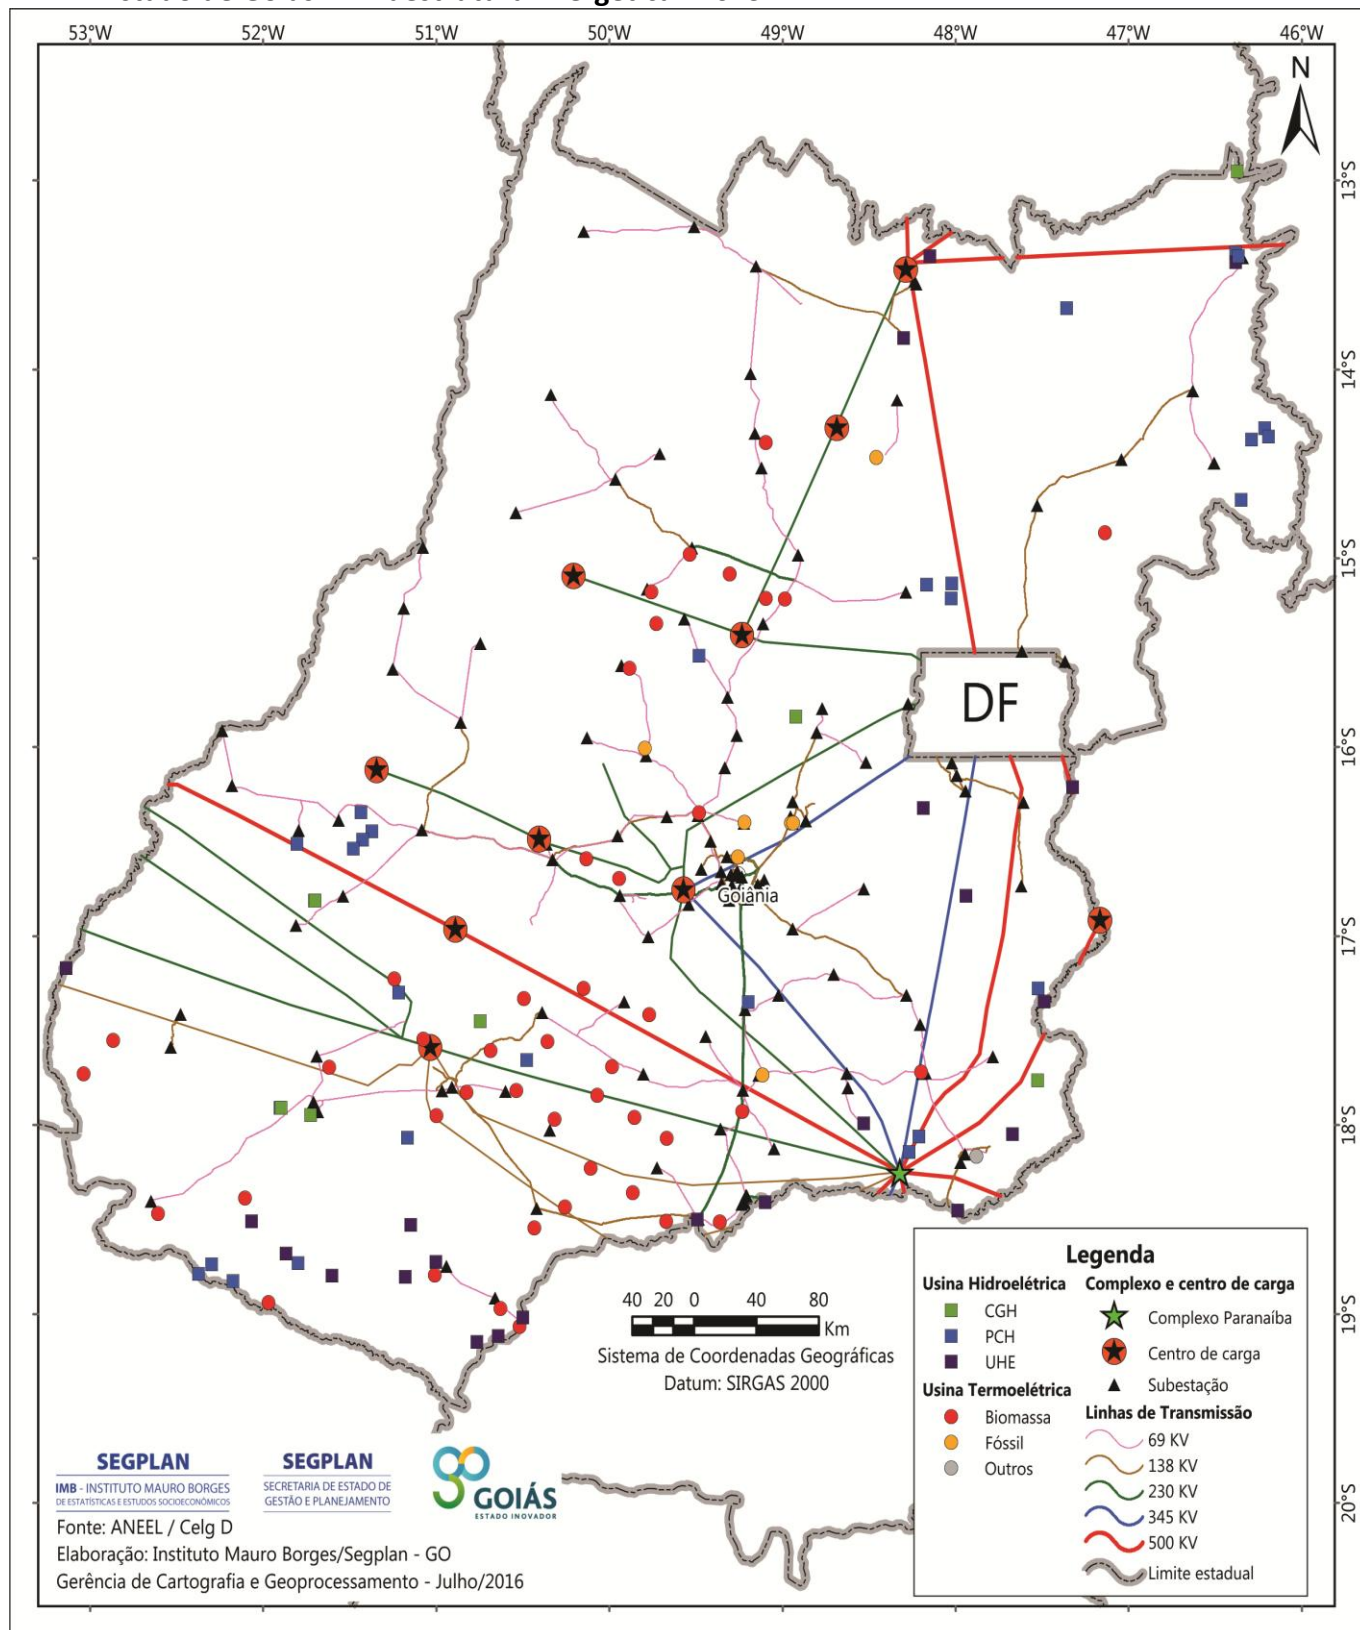 53°W 52°W 51°W 50°W 49°W 48°W 47°W 46°W
N
13°S
14°S
15°S
DF
16°S
Goiânia
17°S
18°S
19°S
20°S
40 20 0 40 80
Km
Sistema de Coordenadas Geográficas
Datum: SIRGAS 2000
Legenda
Usina Hidroelétrica
CGH
PCH
UHE
Usina Termoelétrica
Biomassa
Fóssil
Outros
Complexo e centro de carga
Complexo Paranaíba
Centro de carga
Subestação
Linhas de Transmissão
69 KV
138 KV
230 KV
345 KV
500 KV
Limite estadual
SEGPLAN
IMB - INSTITUTO MAURO BORGES
DE ESTATÍSTICAS E ESTUDOS SOCIOECONÔMICOS
SEGPLAN
SECRETARIA DE ESTADO DE
GESTÃO E PLANEJAMENTO
GOIÁS
ESTADO INOVADOR
Fonte: ANEEL / Celg D
Elaboração: Instituto Mauro Borges/Segplan - GO
Gerência de Cartografia e Geoprocessamento - Julho/2016